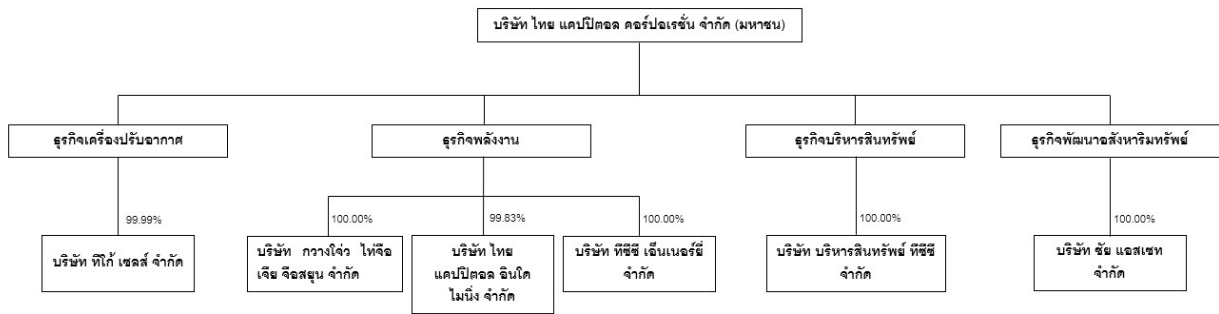 บริษัท ไทย แคปปิตอล คอร์ปอเรชั่น จำกัด (มหาชน)
ธุรกิจเครื่องปรับอากาศ
ธุรกิจพลังงาน
ธุรกิจบริหารสินทรัพย์
ธุรกิจพัฒนาอสังหาริมทรัพย์
99.99%
100.00%
99.83%
100.00%
100.00%
100.00%
บริษัท ทีโก้ เซลส์ จำกัด
บริษัท กวางโจ่ว ไท่จือ
เจีย จือสยุน จำกัด
บริษัท ไทย
แคปปิตอล อินโด
ไมนิ่ง จำกัด
บริษัท ทีซีซี เอ็นเนอร์ยี่
จำกัด
บริษัท บริหารสินทรัพย์ ทีซีซี
จำกัด
บริษัท ชัย แอสเซท
จำกัด